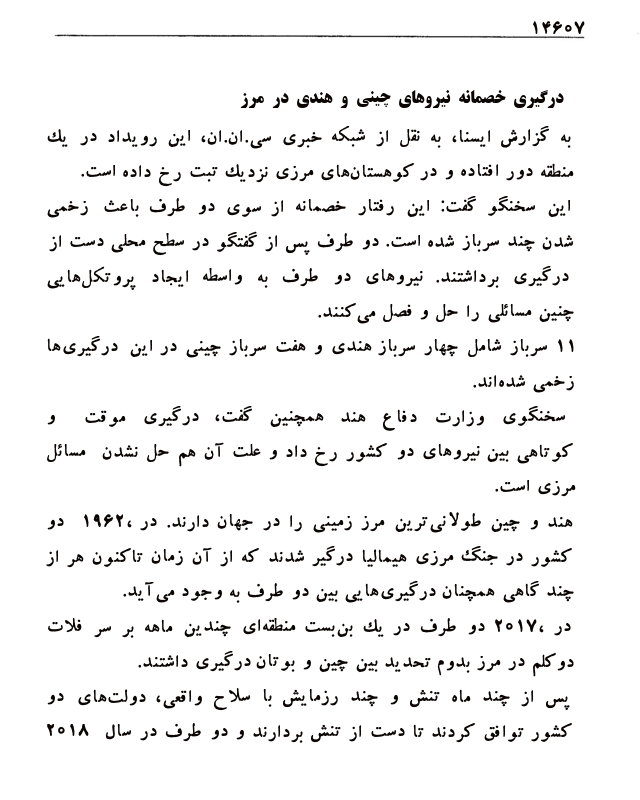 ۱۴۶۰۷
درگیری خصمانه نیروهای چینی و هندی در مرز
به گزارش ایسنا، به نقل از شبکه خبری سی.ان.ان، این رویداد در یك
منطقه دور افتاده و در کوهستان‌های مرزی نزدیك تبت رخ داده است.
این سخنگو گفت: این رفتار خصمانه از سوی دو طرف باعث زخمی
شدن چند سرباز شده است. دو طرف پس از گفتگو در سطح محلی دست از
درگیری برداشتند. نیروهای دو طرف به واسطه ایجاد پروتکل‌هایی
چنین مسائلی را حل و فصل می‌کنند.
۱۱ سرباز شامل چهار سرباز هندی و هفت سرباز چینی در این درگیری‌ها
زخمی شده‌اند.
سخنگوی وزارت دفاع هند همچنین گفت، درگیری موقت و
کوتاهی بین نیروهای دو کشور رخ داد و علت آن هم حل نشدن مسائل
مرزی است.
هند و چین طولانی‌ترین مرز زمینی را در جهان دارند. در ،۱۹۶۲ دو
کشور در جنگ مرزی هیمالیا درگیر شدند که از آن زمان تاکنون هر از
چند گاهی همچنان درگیری‌هایی بین دو طرف به وجود می‌آید.
در ،۲۰۱۷ دو طرف در یك بن‌بست منطقه‌ای چندین ماهه بر سر فلات
دوکلم در مرز بدوم تحدید بین چین و بوتان درگیری داشتند.
پس از چند ماه تنش و چند رزمایش با سلاح واقعی، دولت‌های دو
کشور توافق کردند تا دست از تنش بردارند و دو طرف در سال ۲۰۱۸